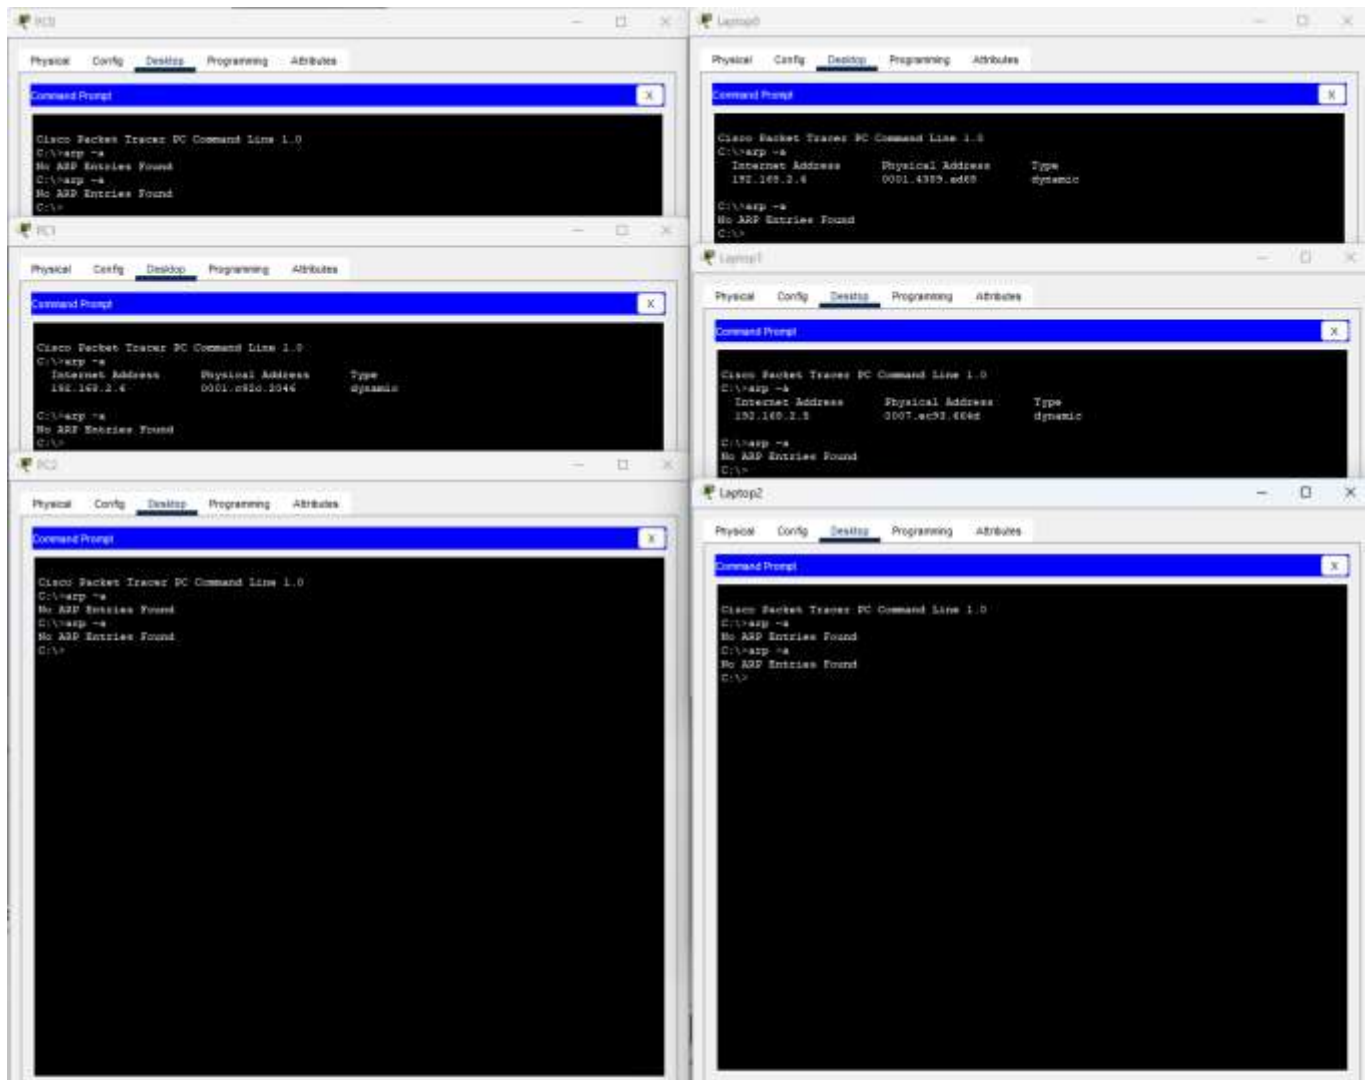 PC0
Physical Config Desktop Programming Attributes
Command Prompt X
Cisco Packet Tracer PC Command Line 1.0
C:\>arp -a
No ARP Entries Found
C:\>arp -a
No ARP Entries Found
C:\>
PC1
Physical Config Desktop Programming Attributes
Command Prompt X
Cisco Packet Tracer PC Command Line 1.0
C:\>arp -a
Internet Address Physical Address Type
192.168.2.6 0001.c92c.2046 dynamic
C:\>arp -a
No ARP Entries Found
C:\>
PC2
Physical Config Desktop Programming Attributes
Command Prompt X
Cisco Packet Tracer PC Command Line 1.0
C:\>arp -a
No ARP Entries Found
C:\>arp -a
No ARP Entries Found
C:\>
Laptop0
Physical Config Desktop Programming Attributes
Command Prompt X
Cisco Packet Tracer PC Command Line 1.0
C:\>arp -a
Internet Address Physical Address Type
dynamic
C:\>arp -a
No ARP Entries Found
C:\>
Laptop1
Physical Config Desktop Programming Attributes
Command Prompt X
Cisco Packet Tracer PC Command Line 1.0
C:\>arp -a
Internet Address Physical Address Type
dynamic
C:\>arp -a
No ARP Entries Found
C:\>
Laptop2
Physical Config Desktop Programming Attributes
Command Prompt X
Cisco Packet Tracer PC Command Line 1.0
C:\>arp -a
No ARP Entries Found
C:\>arp -a
No ARP Entries Found
C:\>